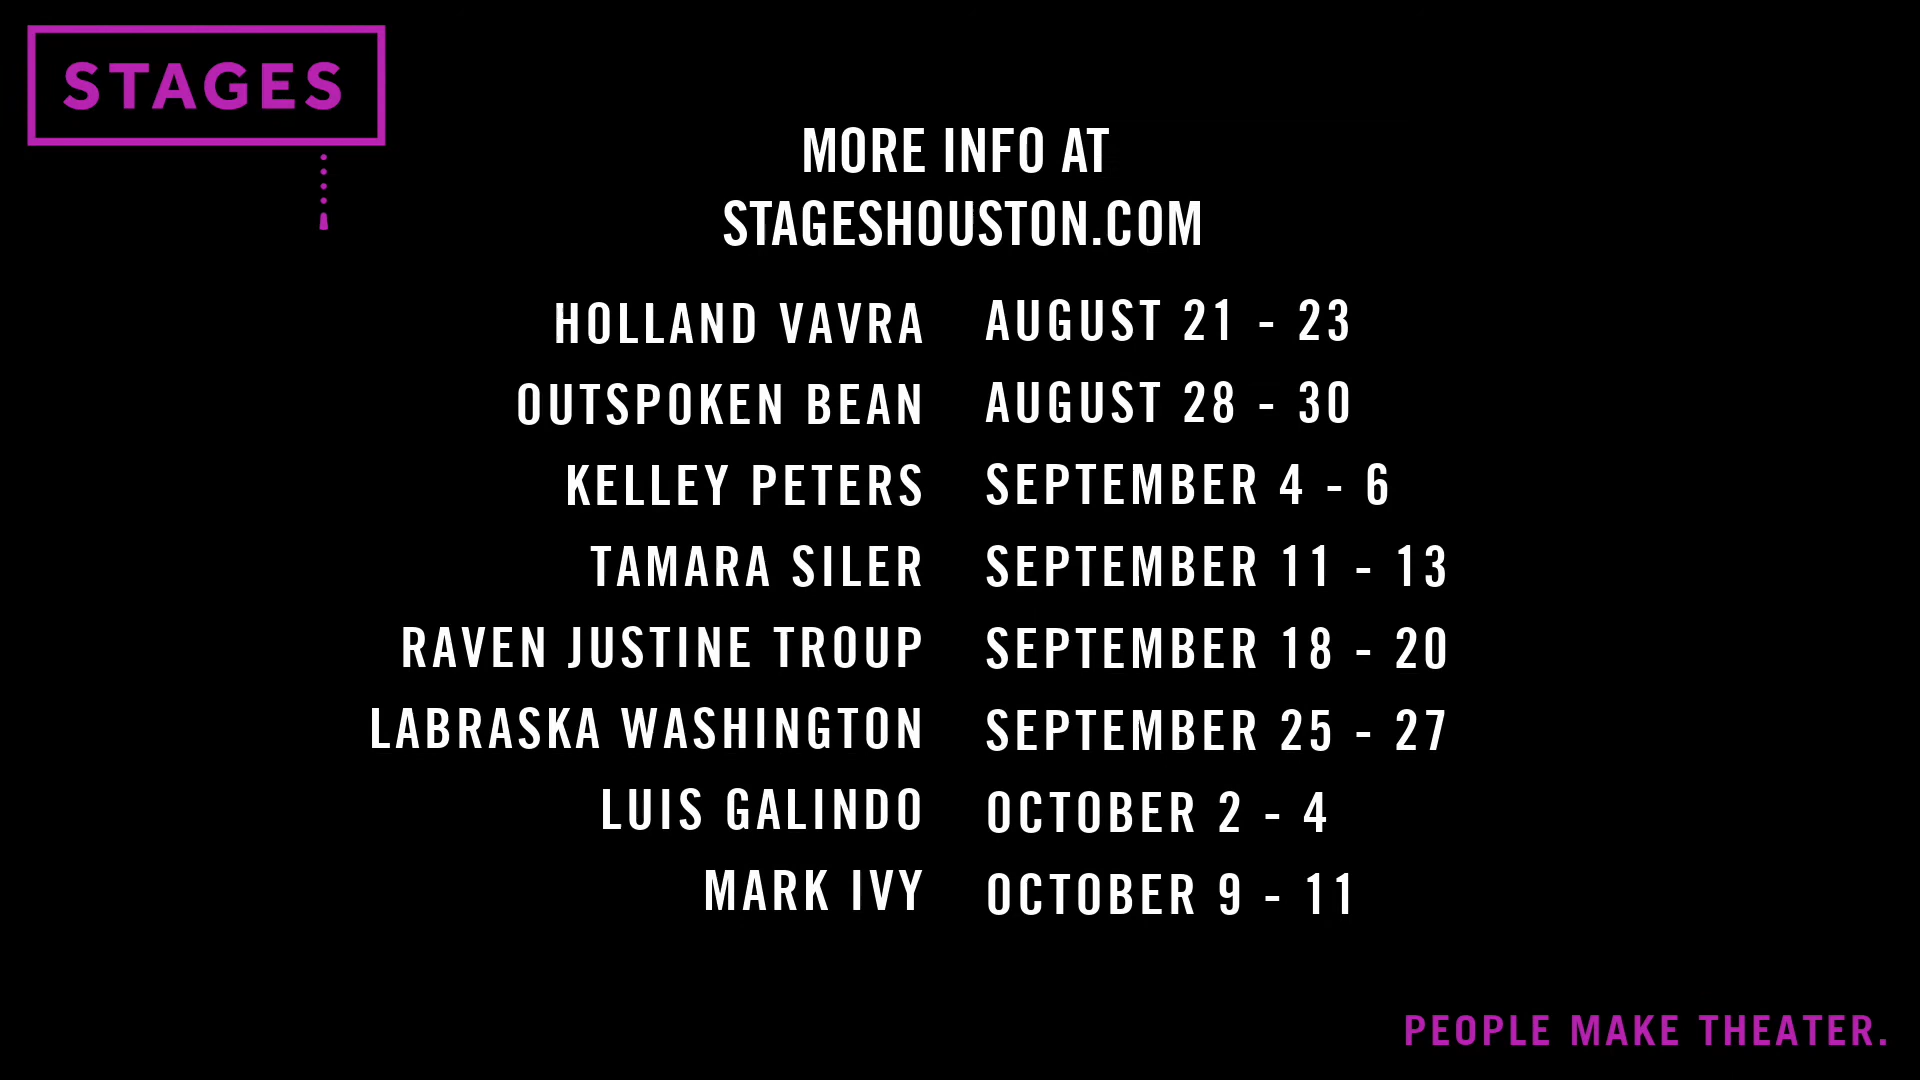 STAGES
MORE INFO AT
STAGESHOUSTON.COM
HOLLAND VAVRA AUGUST 21 - 23
OUTSPOKEN BEAN AUGUST 28 - 30
KELLEY PETERS SEPTEMBER 4 - 6
TAMARA SILER SEPTEMBER 11 - 13
RAVEN JUSTINE TROUP SEPTEMBER 18 - 20
LABRASKA WASHINGTON SEPTEMBER 25 - 27
LUIS GALINDO OCTOBER 2 - 4
MARK IVY OCTOBER 9 - 11
PEOPLE MAKE THEATER.